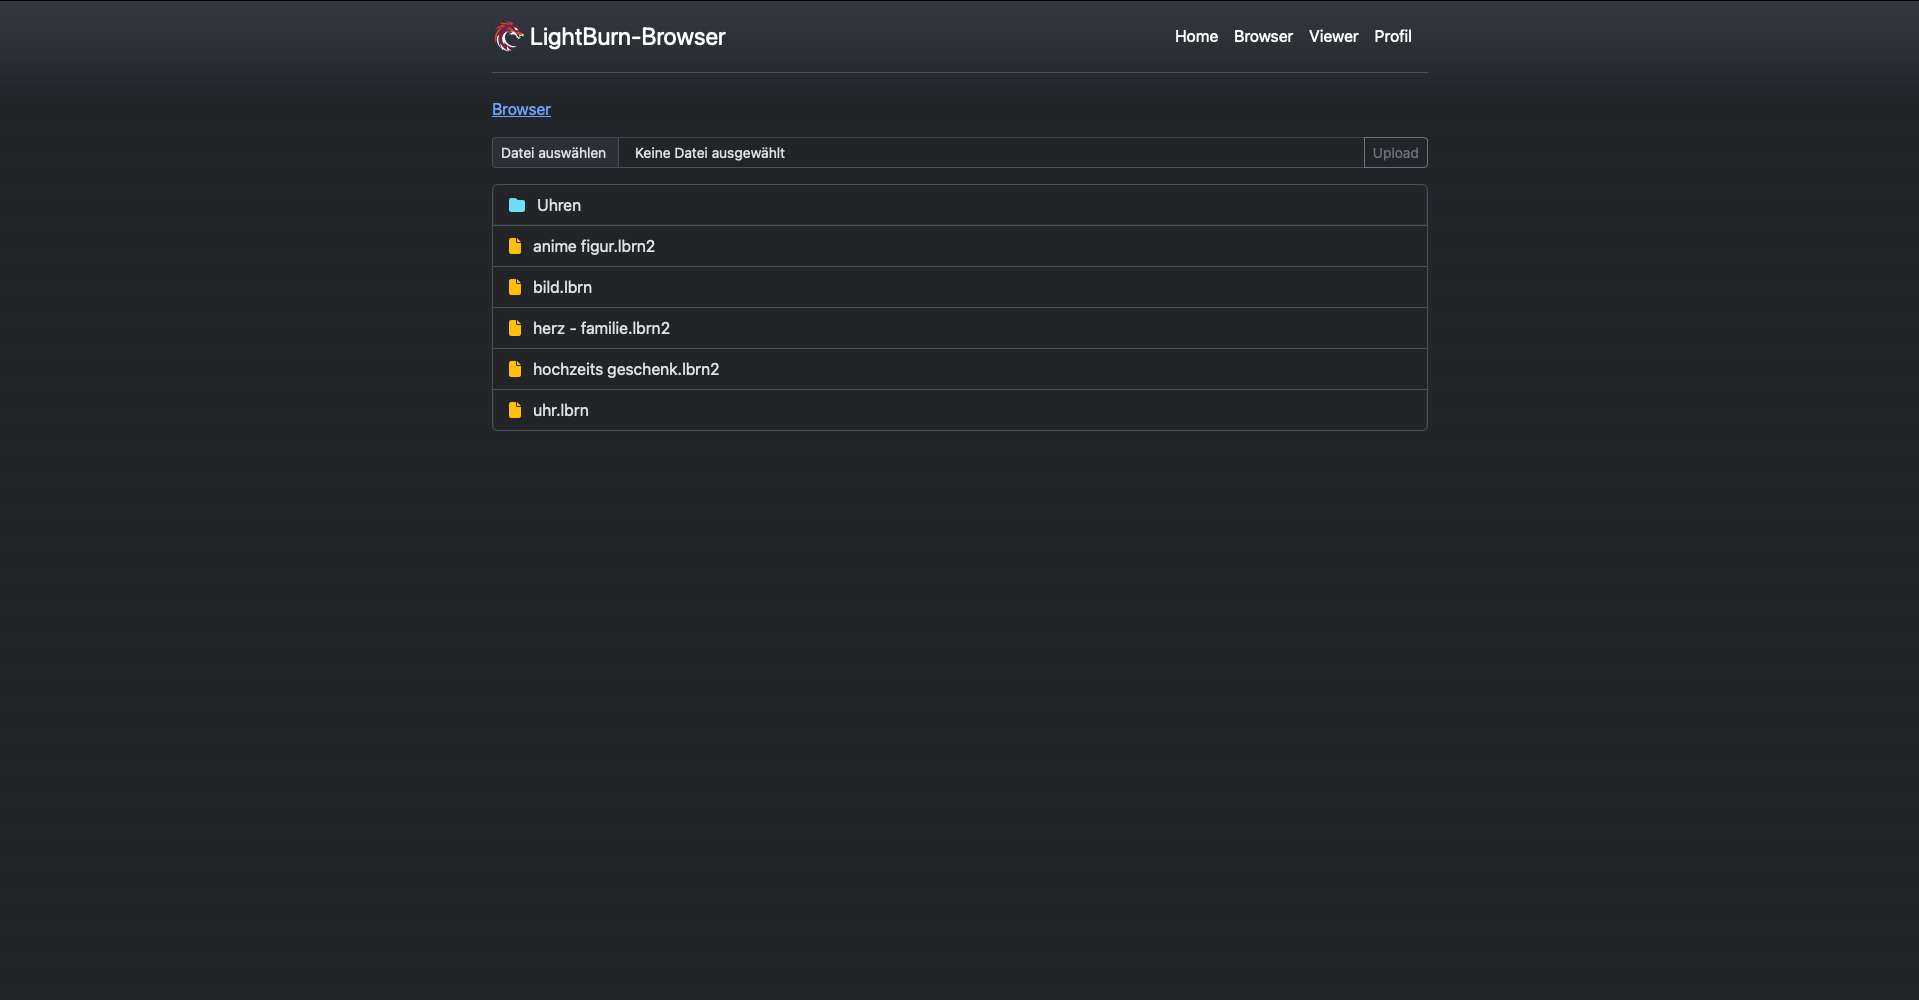 LightBurn-Browser
Home Browser Viewer Profil
Browser
Datei auswählen Keine Datei ausgewählt Upload
Uhren
anime figur.lbrn2
bild.lbrn
herz - familie.lbrn2
hochzeits geschenk.lbrn2
uhr.lbrn